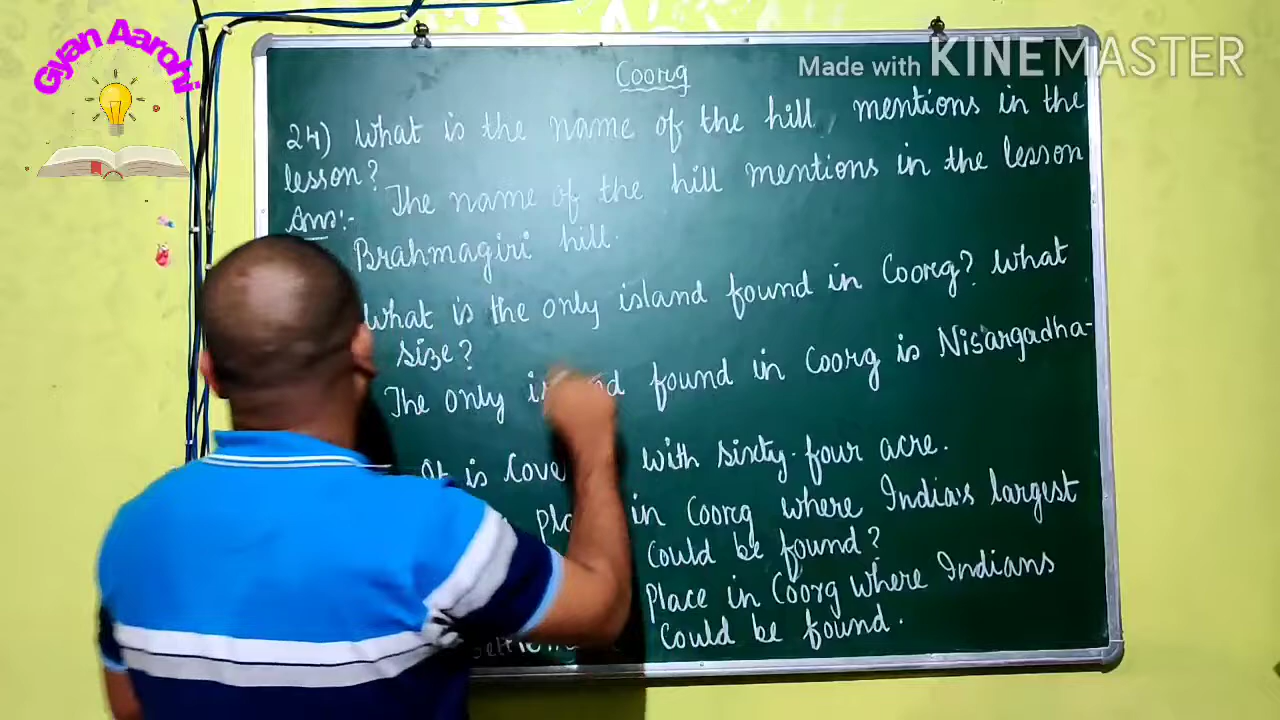 Gyan Aarohi
Made with KINEMASTER
Coorg
24) What is the name of the hill, mentions in the
lesson?
Ans:- The name of the hill mentions in the lesson
Brahmagiri hill.
What is the only island found in Coorg? What
size?
The only found in Coorg is Nisargadha-
It is with sixty-four acre.
in Coorg where India's largest
Could be found?
Place in Coorg where Indians
Could be found.